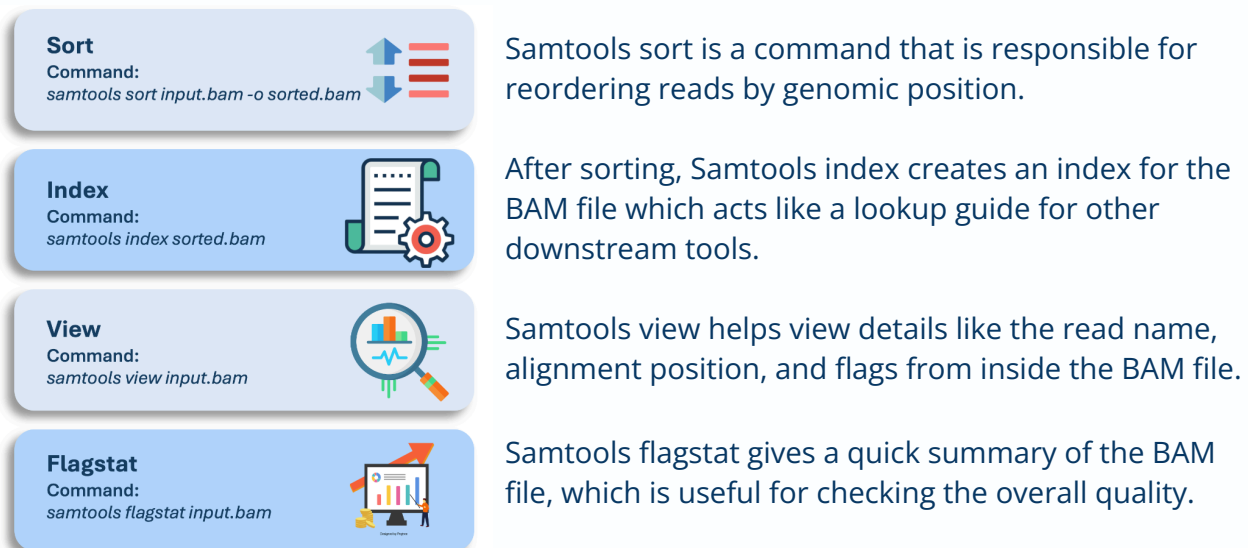 Sort
Command:
samtools sort input.bam -o sorted.bam
Samtools sort is a command that is responsible for
reordering reads by genomic position.
Index
Command:
samtools index sorted.bam
After sorting, Samtools index creates an index for the
BAM file which acts like a lookup guide for other
downstream tools.
View
Command:
samtools view input.bam
Samtools view helps view details like the read name,
alignment position, and flags from inside the BAM file.
Flagstat
Command:
samtools flagstat input.bam
Samtools flagstat gives a quick summary of the BAM
file, which is useful for checking the overall quality.